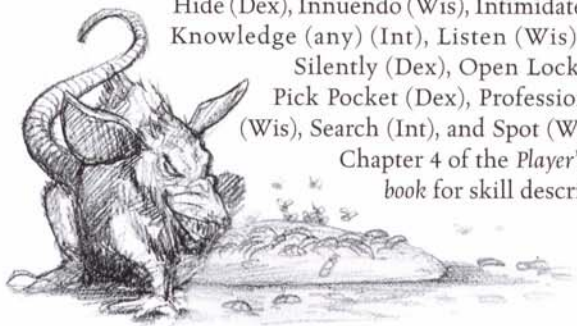 Hide (Dex), Innuendo (Wis), Intimidate
Knowledge (any) (Int), Listen (Wis)
Silently (Dex), Open Lock
Pick Pocket (Dex), Professio
(Wis), Search (Int), and Spot (W
Chapter 4 of the Player'
book for skill descri